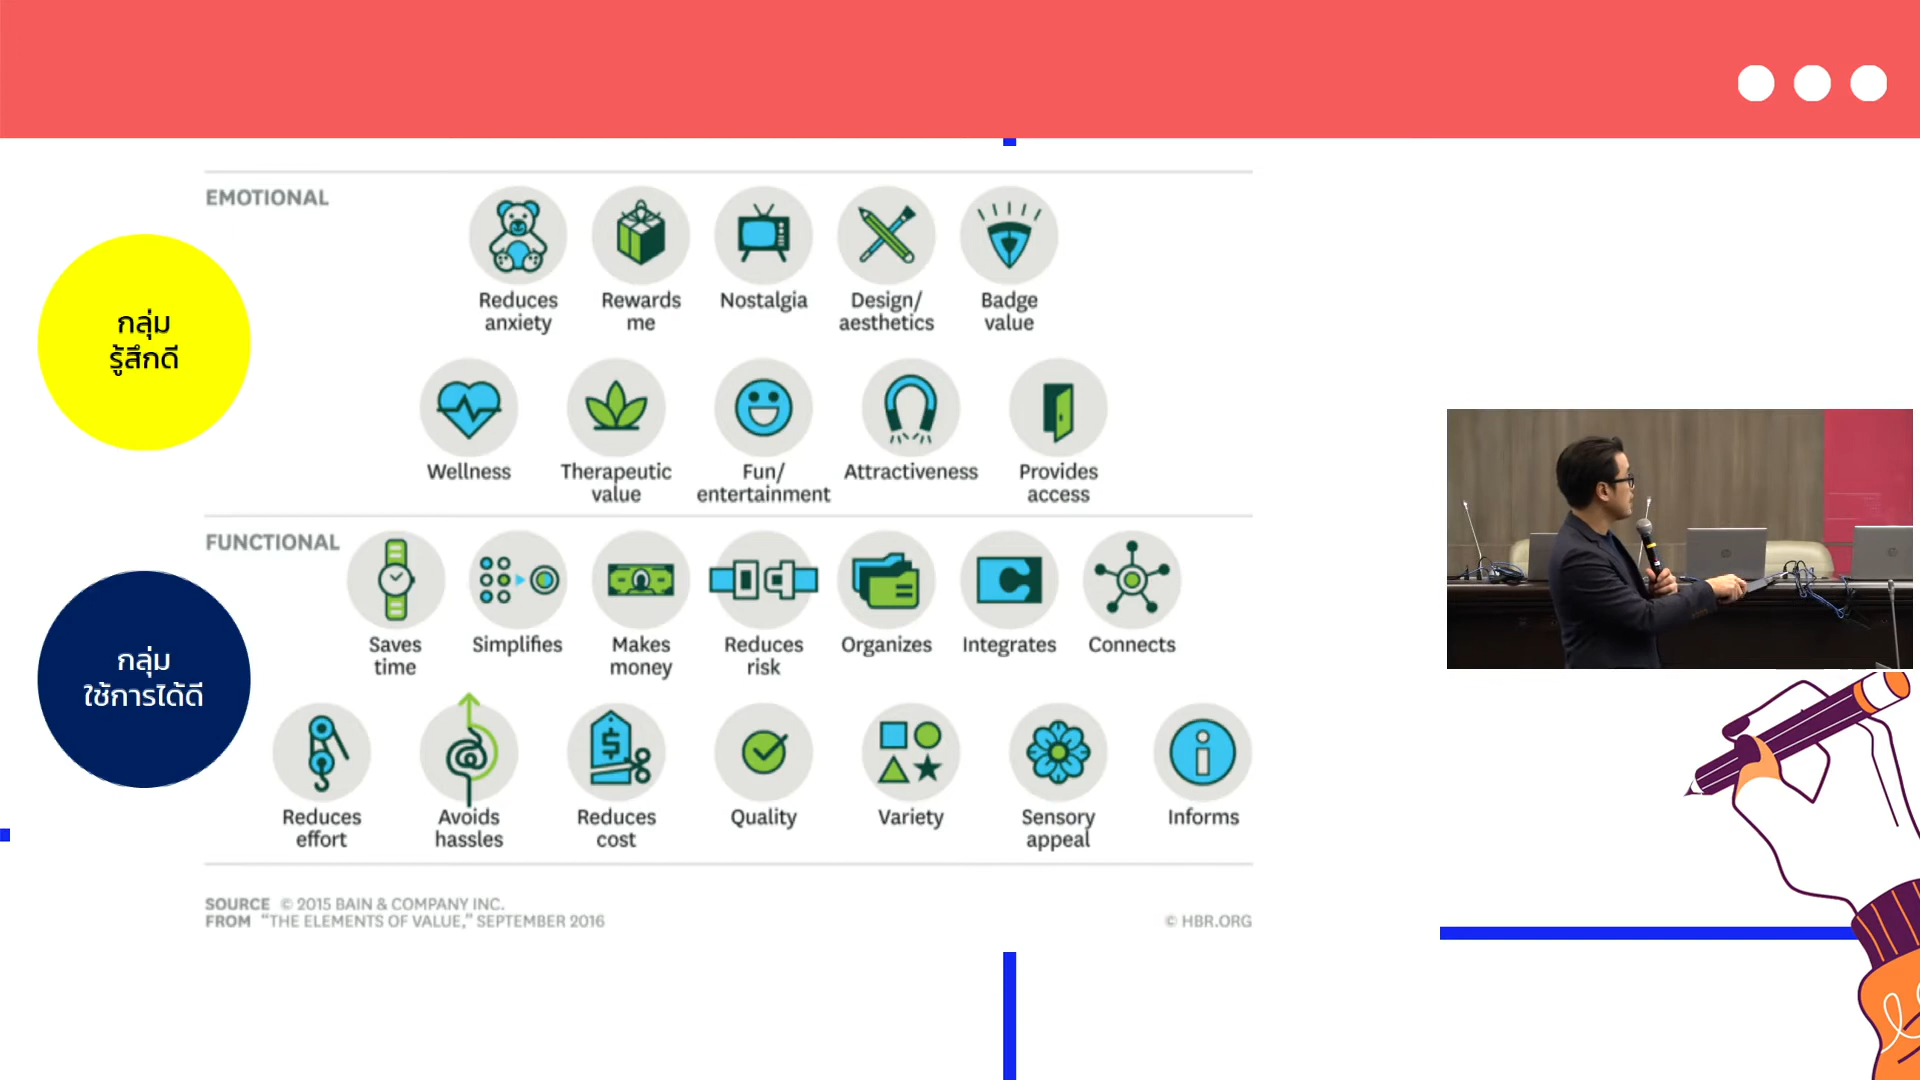 EMOTIONAL
กลุ่ม
รู้สึกดี
Reduces
anxiety
Rewards
me
Nostalgia
Design/
aesthetics
Badge
value
Wellness
Therapeutic
value
Fun/
entertainment
Attractiveness
Provides
access
FUNCTIONAL
กลุ่ม
ใช้การได้ดี
Saves
time
Simplifies
Makes
money
Reduces
risk
Organizes
Integrates
Connects
Reduces
effort
Avoids
hassles
Reduces
cost
Quality
Variety
Sensory
appeal
Informs
SOURCE © 2015 BAIN & COMPANY INC.
FROM “THE ELEMENTS OF VALUE,” SEPTEMBER 2016
© HBR.ORG